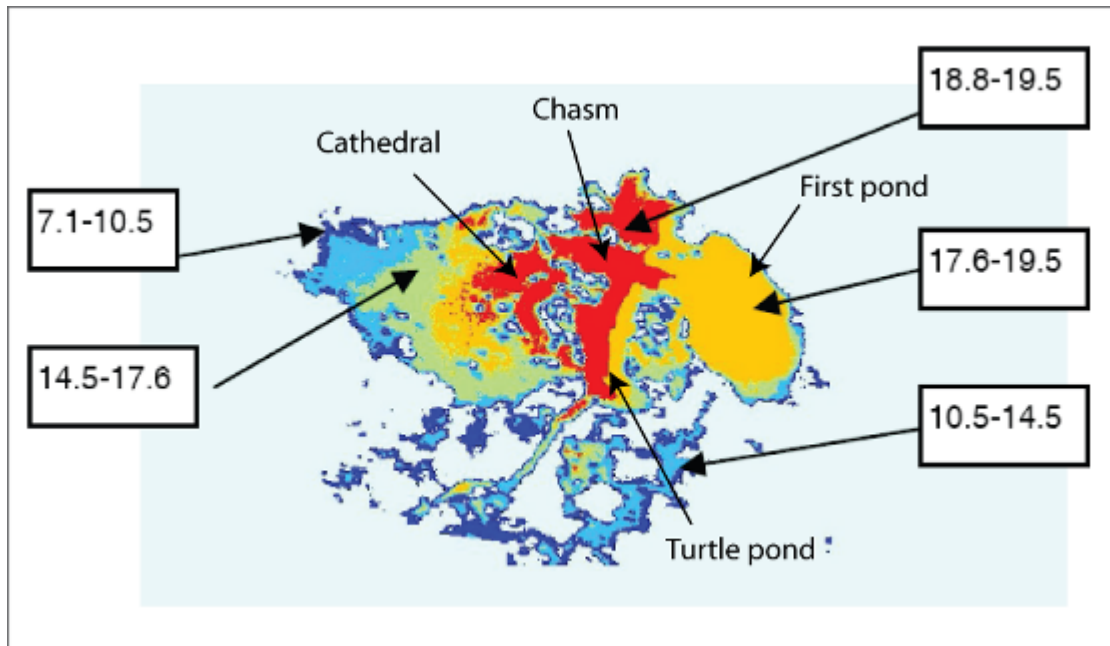 18.8-19.5
Chasm
Cathedral
First pond
7.1-10.5
17.6-19.5
14.5-17.6
10.5-14.5
Turtle pond